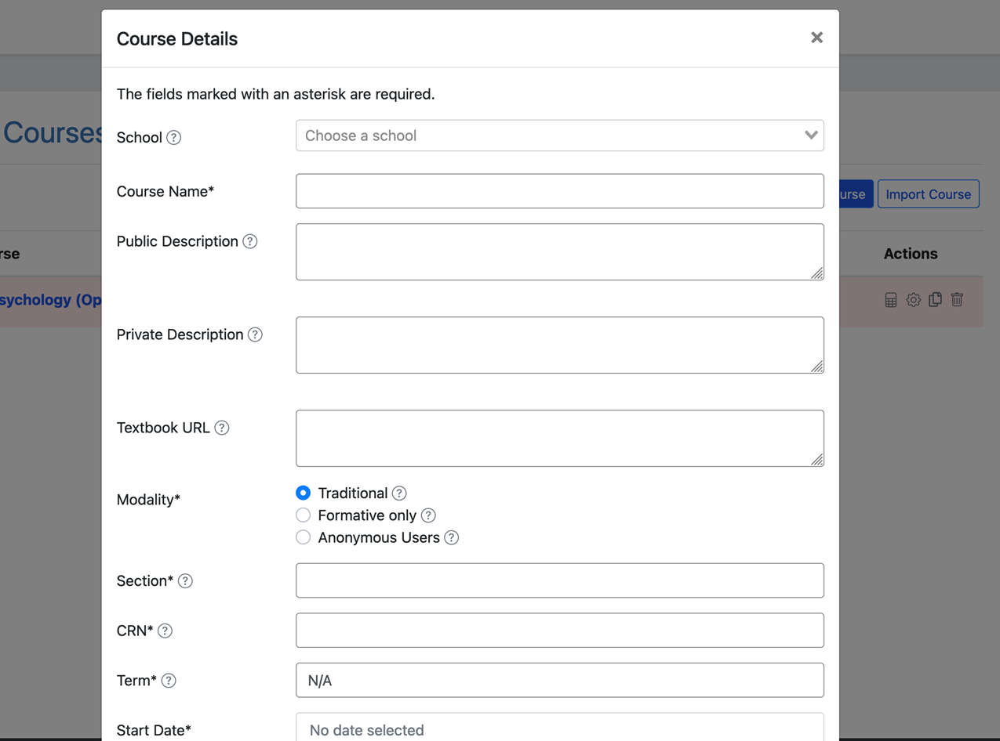 Course Details
The fields marked with an asterisk are required.
School
Choose a school
Courses
Course Name*
urse
Import Course
Public Description
rse
Actions
sychology (Op
Private Description
Textbook URL
Modality*
Traditional
Formative only
Anonymous Users
Section*
CRN*
Term*
N/A
Start Date*
No date selected